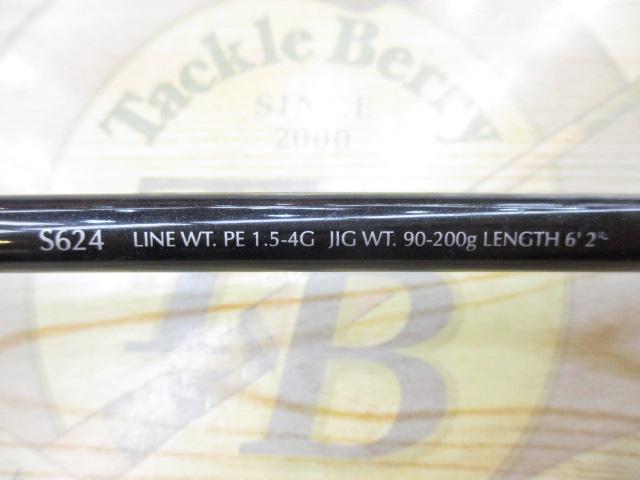 Tackle Berry
SINCE
2000
TB
S624 LINE WT. PE 1.5-4G JIG WT. 90-200g LENGTH 6' 2"